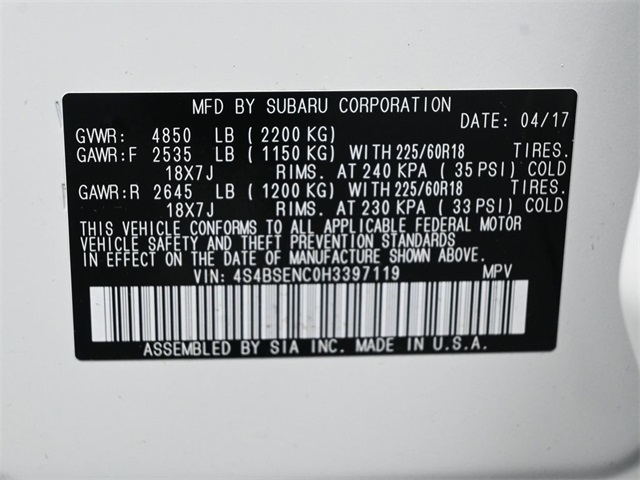 MFD BY SUBARU CORPORATION
DATE: 04/17
GVWR: 4850 LB (2200 KG)
GAWR:F 2535 LB (1150 KG) WITH 225/60R18 TIRES.
18X7J RIMS. AT 240 KPA (35 PSI) COLD
GAWR:R 2645 LB (1200 KG) WITH 225/60R18 TIRES.
18X7J RIMS. AT 230 KPA (33 PSI) COLD
THIS VEHICLE CONFORMS TO ALL APPLICABLE FEDERAL MOTOR
VEHICLE SAFETY AND THEFT PREVENTION STANDARDS
IN EFFECT ON THE DATE OF MANUFACTURE SHOWN ABOVE.
VIN: 4S4BSENC0H3397119 MPV
ASSEMBLED BY SIA INC. MADE IN U.S.A.